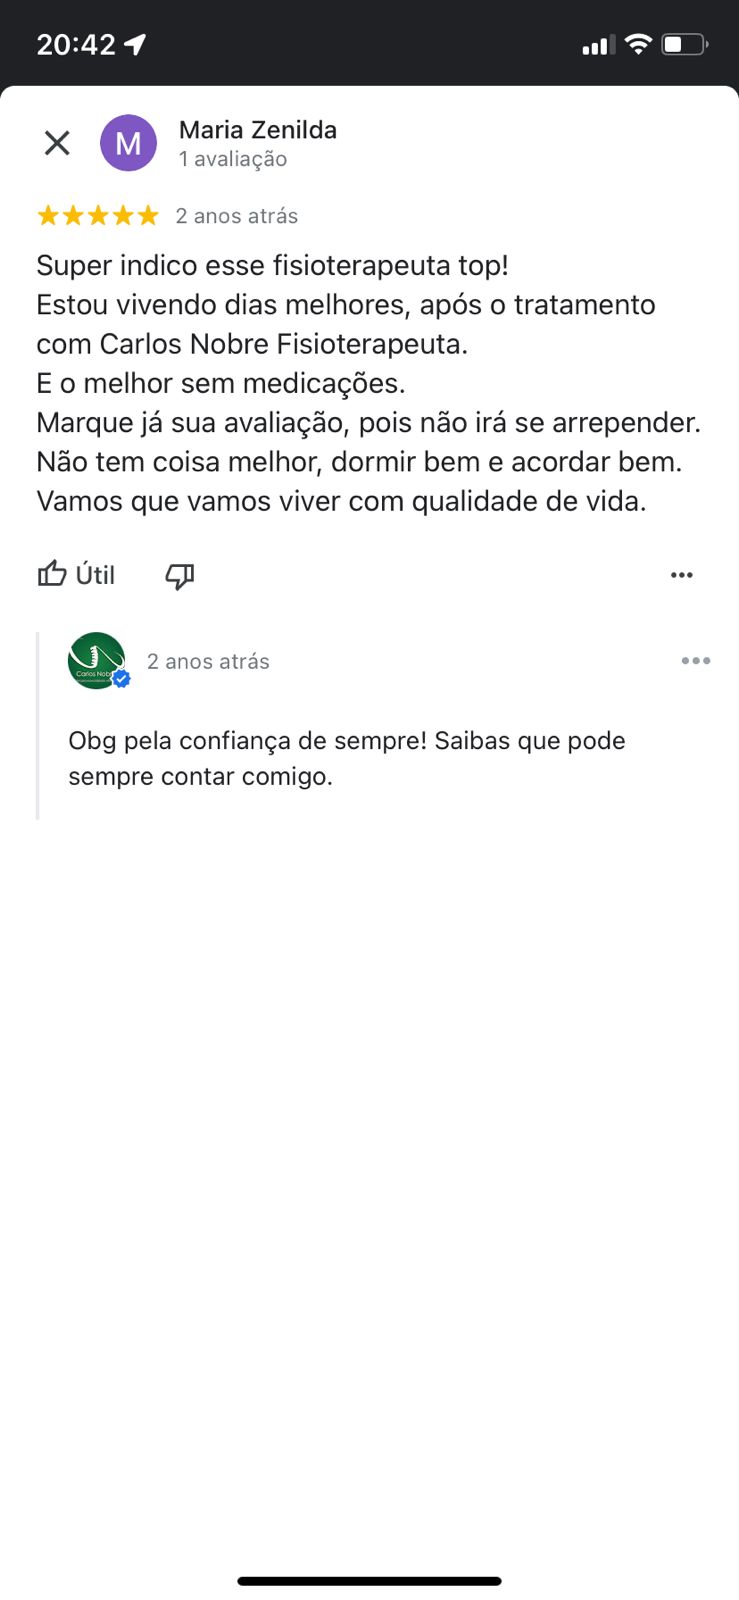 20:42
M
Maria Zenilda
1 avaliação
2 anos atrás
Super indico esse fisioterapeuta top!
Estou vivendo dias melhores, após o tratamento
com Carlos Nobre Fisioterapeuta.
E o melhor sem medicações.
Marque já sua avaliação, pois não irá se arrepender.
Não tem coisa melhor, dormir bem e acordar bem.
Vamos que vamos viver com qualidade de vida.
Útil
Carlos
2 anos atrás
Obg pela confiança de sempre! Saibas que pode
sempre contar comigo.